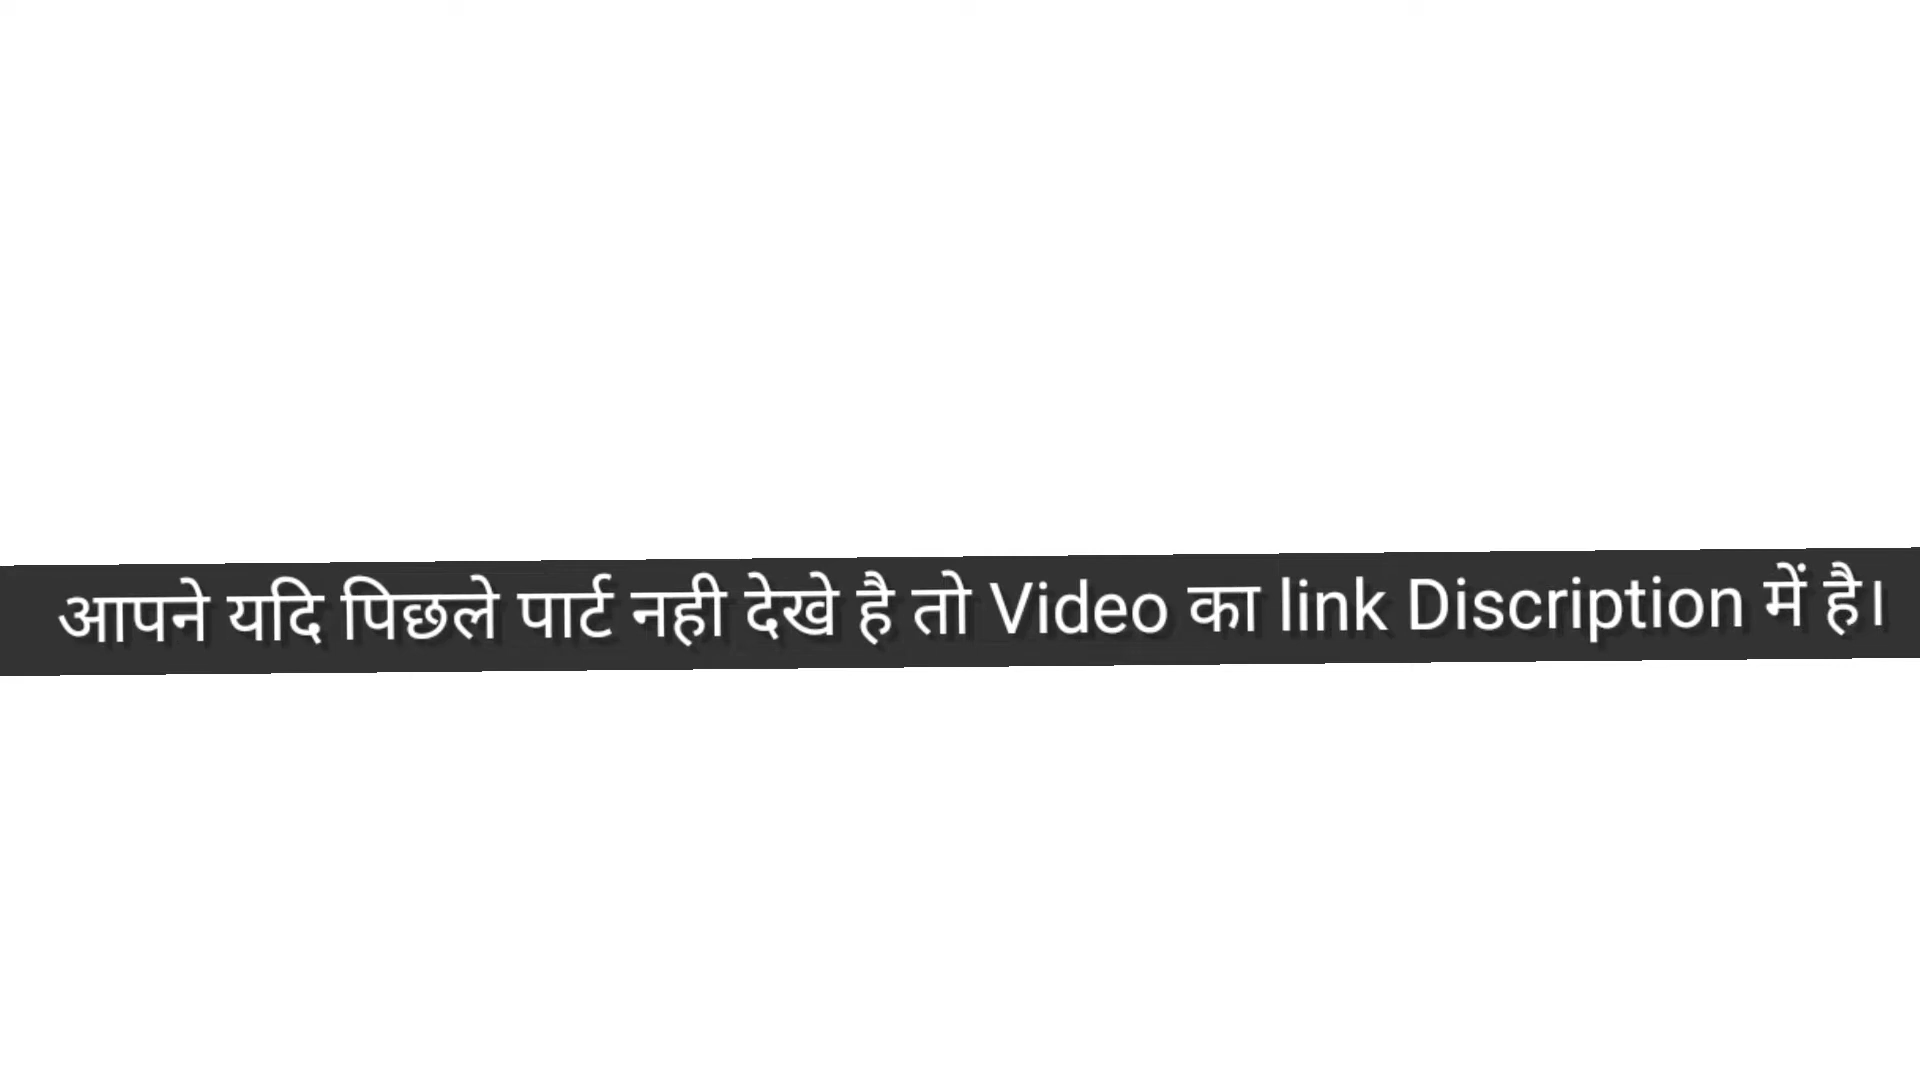 आपने यदि पिछले पार्ट नही देखे है तो Video का link Discription में है।